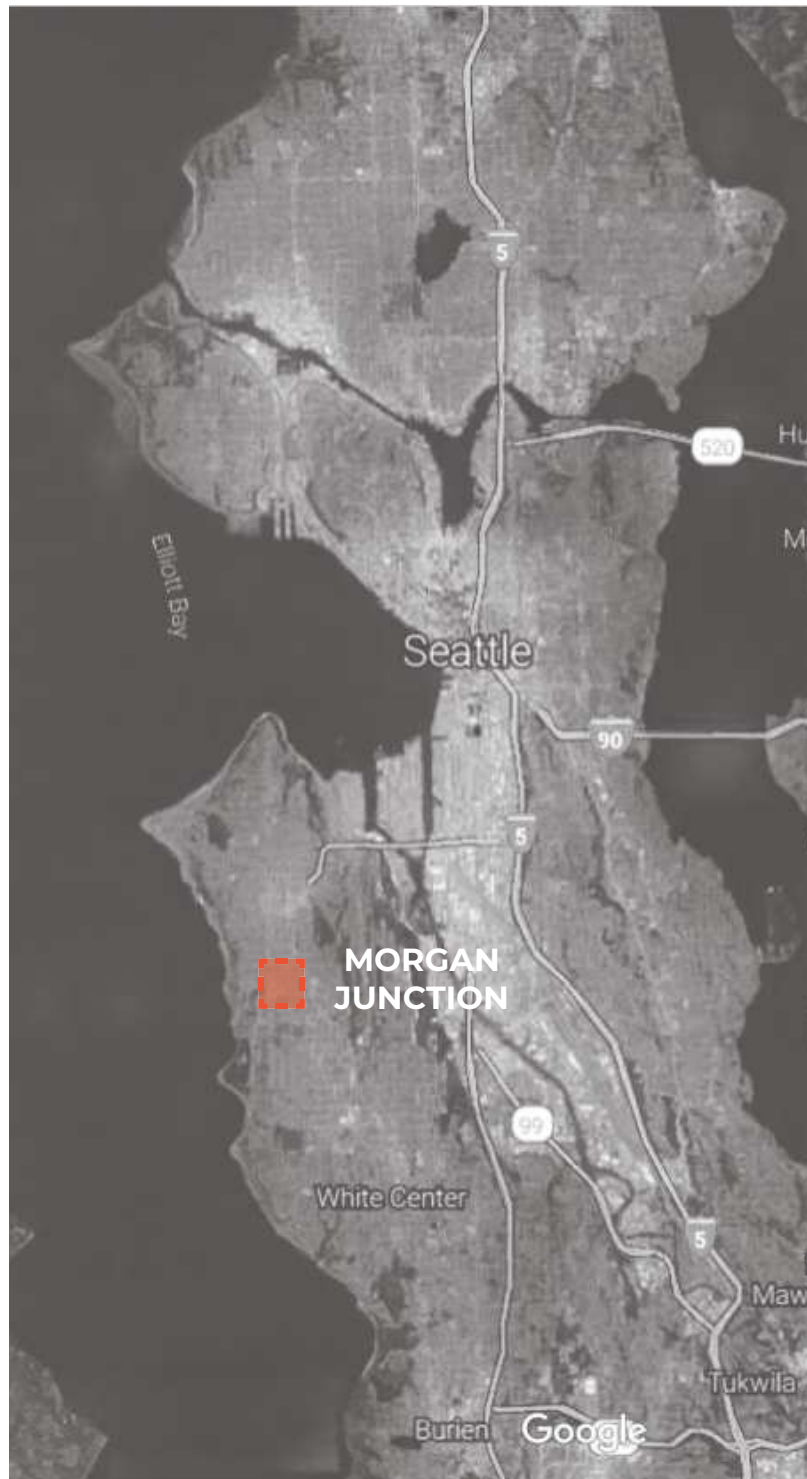 5
520
Hu
M
Elliott Bay
Seattle
90
5
MORGAN
JUNCTION
99
White Center
5
Maw
Tukwila
Burien
Google